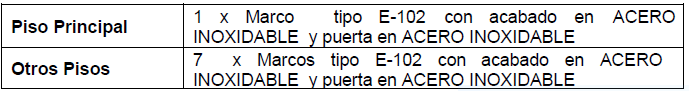 Piso Principal
1 x Marco tipo E-102 con acabado en ACERO
INOXIDABLE y puerta en ACERO INOXIDABLE
Otros Pisos
7 x Marcos tipo E-102 con acabado en ACERO
INOXIDABLE y puerta en ACERO INOXIDABLE